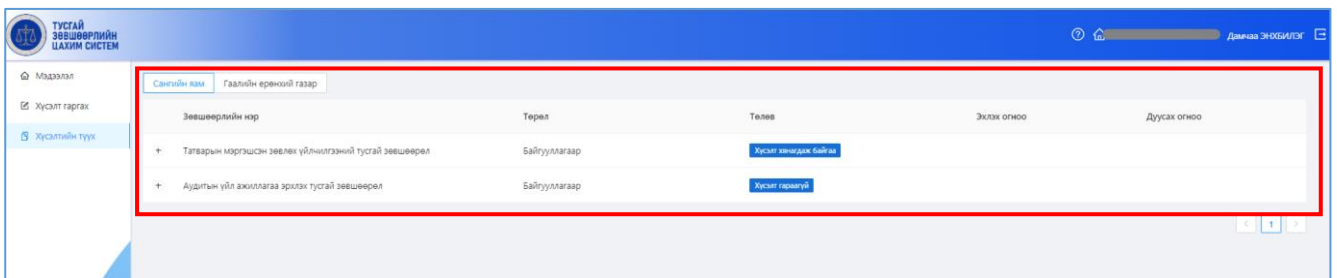 ТУСГАЙ
ЗӨВШӨӨРЛИЙН
ЦАХИМ СИСТЕМ
Дамчаа ЭНХБИЛЭГ
Мэдээлэл
Хүсэлт гаргах
Хүсэлтийн түүх
Сангийн яам Гаалийн ерөнхий газар
Зөвшөөрлийн нэр Төрөл Төлөв Эхлэх огноо Дуусах огноо
+ Татварын мэргэшсэн зөвлөх үйлчилгээний тусгай зөвшөөрөл Байгууллагаар Хүсэлт хянагдаж байгаа
+ Аудитын үйл ажиллагаа эрхлэх тусгай зөвшөөрөл Байгууллагаар Хүсэлт гараагүй
< 1 >